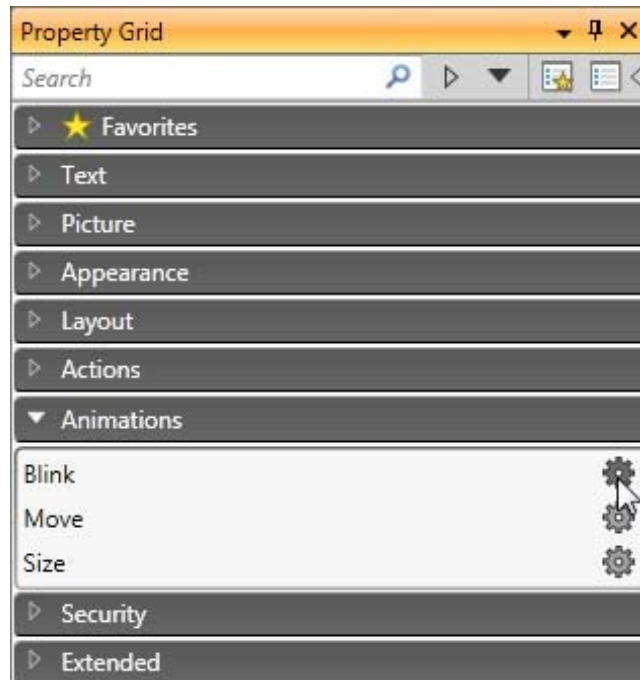 Property Grid
Search
Favorites
Text
Picture
Appearance
Layout
Actions
Animations
Blink
Move
Size
Security
Extended